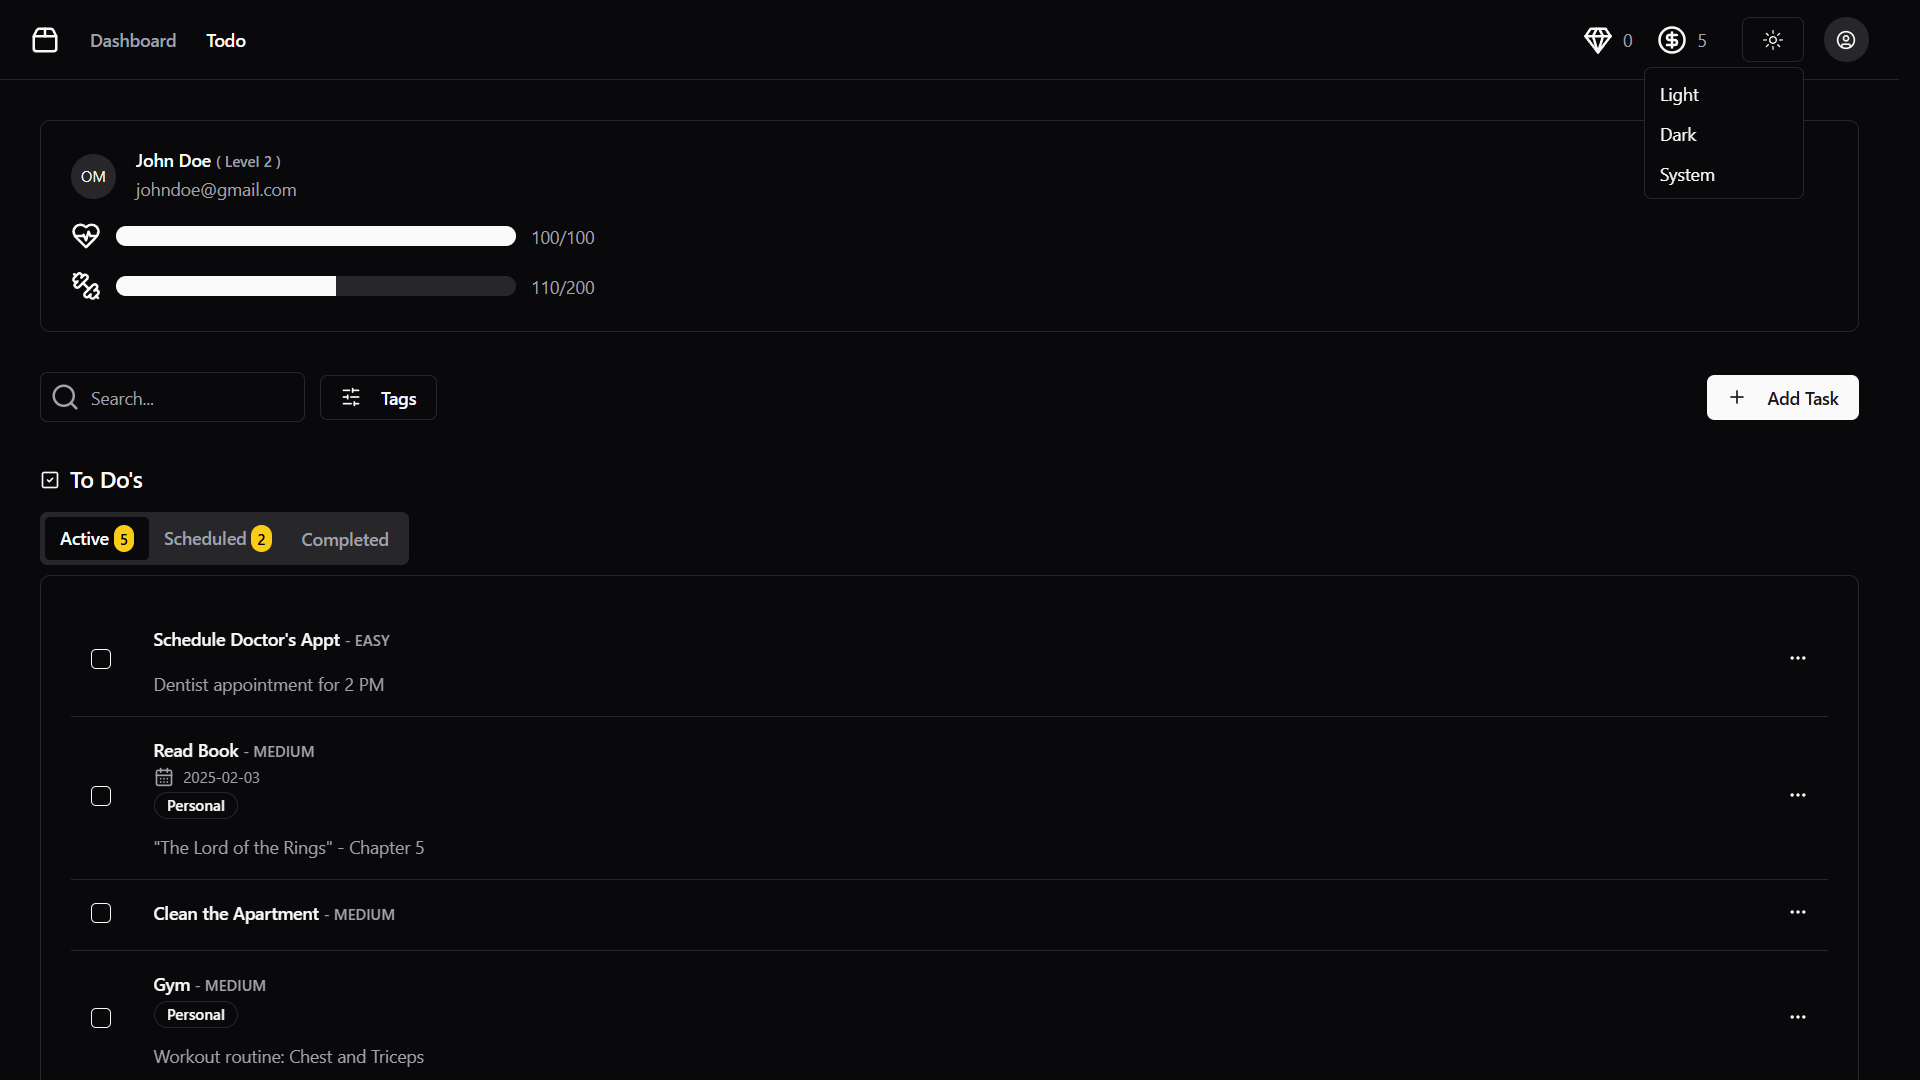 Dashboard Todo 0 5
Light
Dark
System
OM
John Doe ( Level 2 )
johndoe@gmail.com
100/100
110/200
Search... Tags Add Task
To Do's
Active 5 Scheduled 2 Completed
Schedule Doctor's Appt - EASY
Dentist appointment for 2 PM
Read Book - MEDIUM
2025-02-03
Personal
"The Lord of the Rings" - Chapter 5
Clean the Apartment - MEDIUM
Gym - MEDIUM
Personal
Workout routine: Chest and Triceps